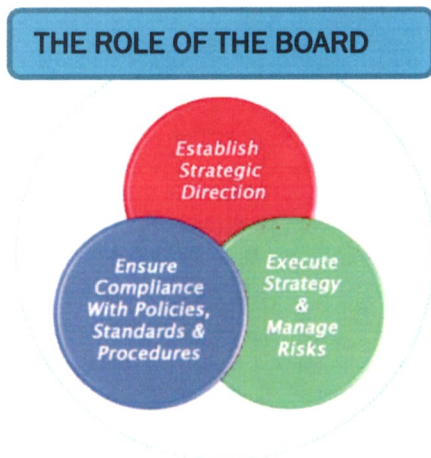 THE ROLE OF THE BOARD
Establish
Strategic
Direction
Ensure
Compliance
With Policies,
Standards &
Procedures
Execute
Strategy
&
Manage
Risks